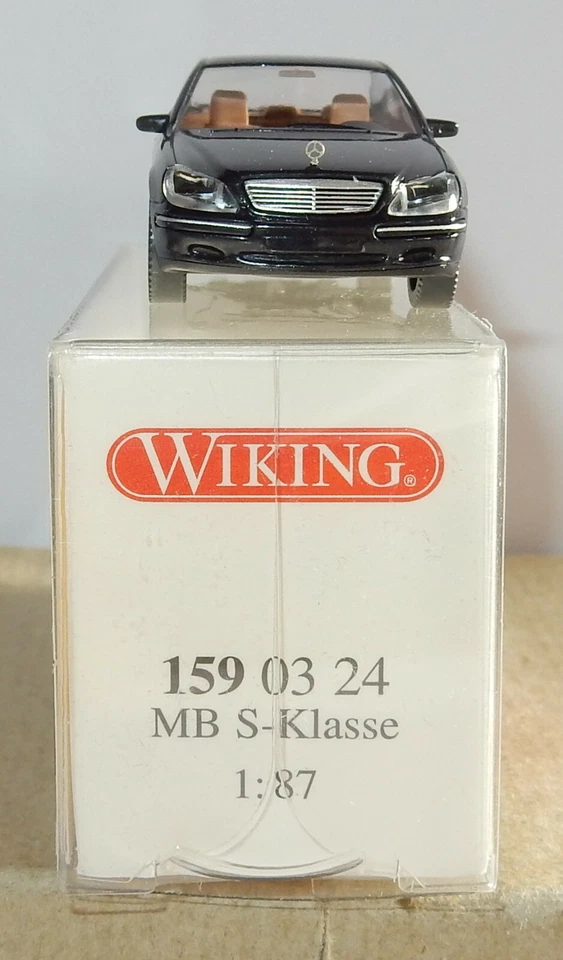 WIKING®
159 03 24
MB S-Klasse
1:87